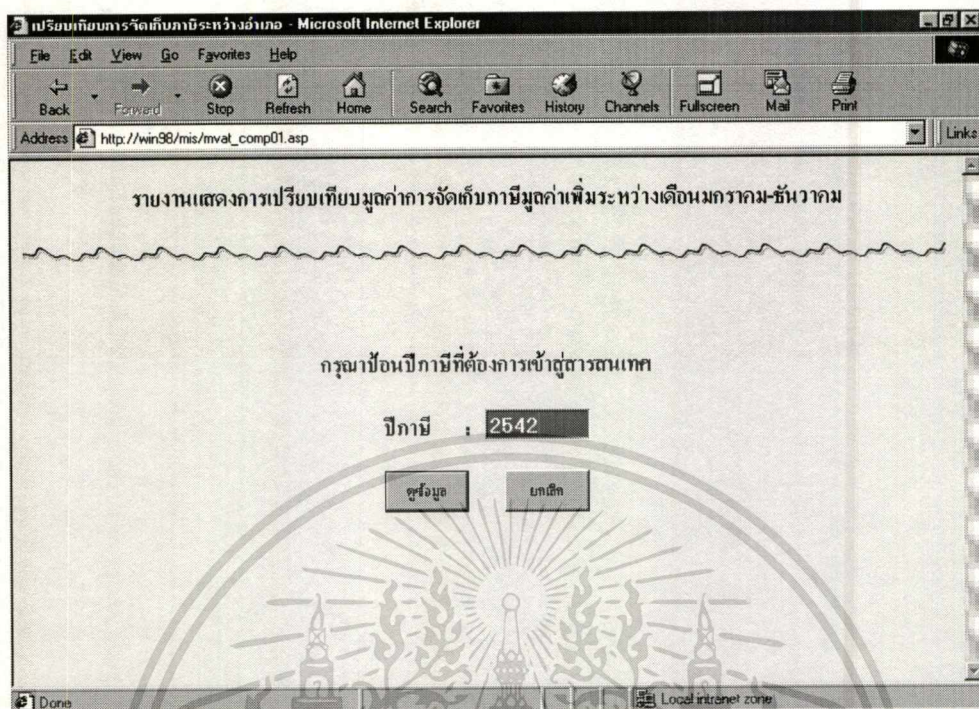 เปรียบเทียบการจัดเก็บภาษีระหว่างอำเภอ - Microsoft Internet Explorer
File Edit View Go Favorites Help
Back Forward Stop Refresh Home Search Favorites History Channels Fullscreen Mail Print
Address http://win98/mis/mvat_comp01.asp Links
รายงานแสดงการเปรียบเทียบมูลค่าการจัดเก็บภาษีมูลค่าเพิ่มระหว่างเดือนมกราคม-ธันวาคม
กรุณาป้อนปีภาษีที่ต้องการเข้าสู่สารสนเทศ
ปีภาษี : 2542
ดูข้อมูล ยกเลิก
Done Local intranet zone